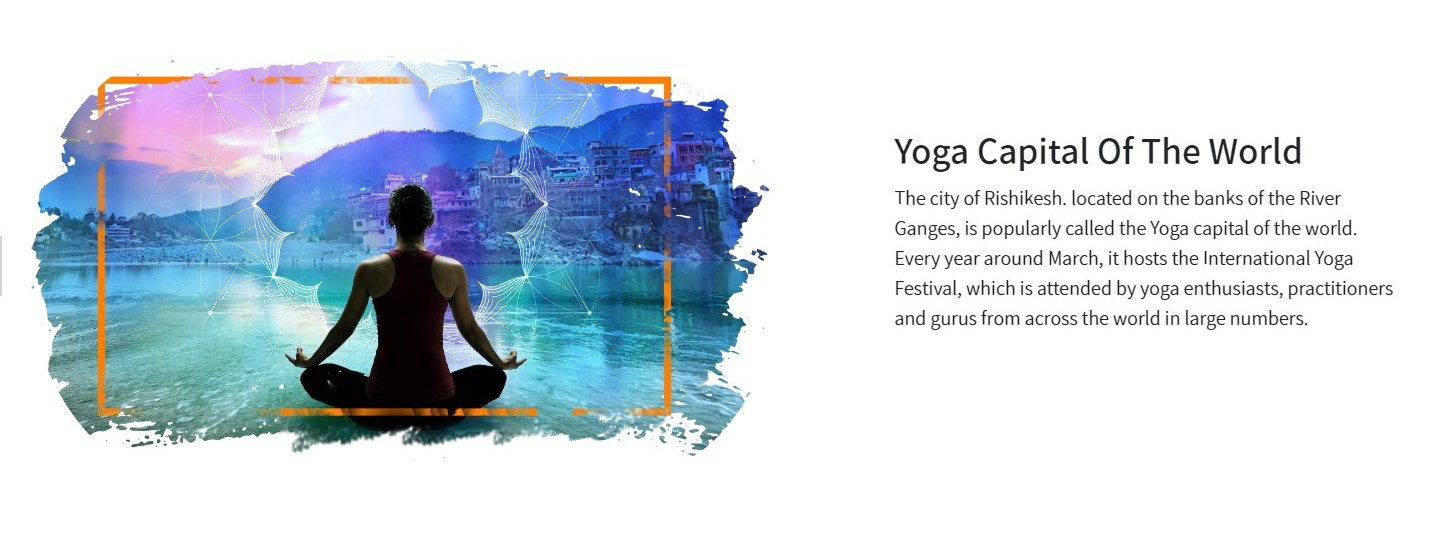 Yoga Capital Of The World
The city of Rishikesh. located on the banks of the River
Ganges, is popularly called the Yoga capital of the world.
Every year around March, it hosts the International Yoga
Festival, which is attended by yoga enthusiasts, practitioners
and gurus from across the world in large numbers.